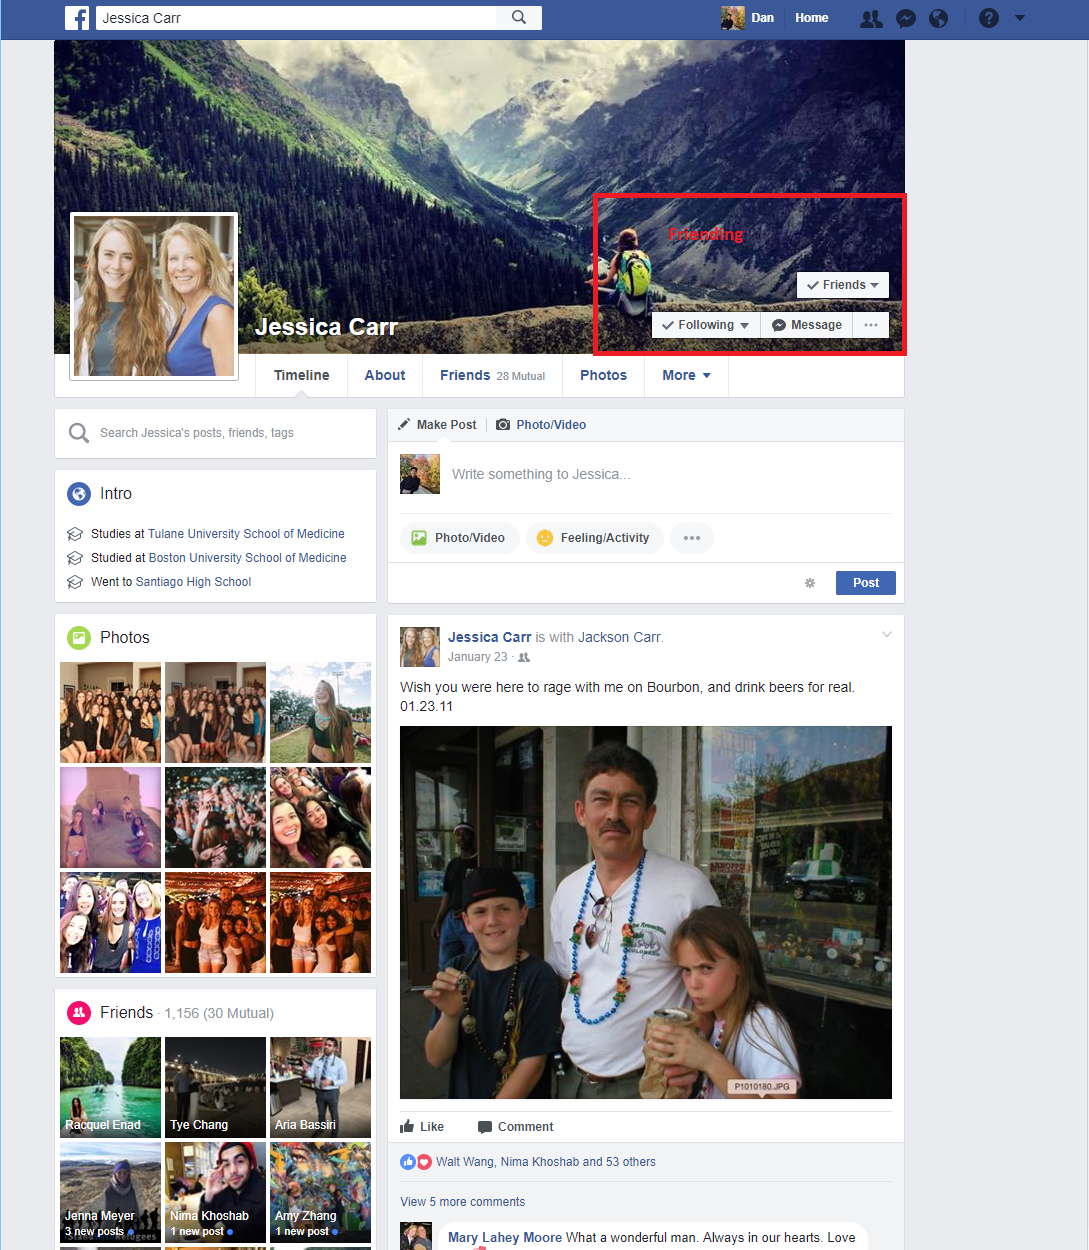 Jessica Carr
Dan
Home
Friending
Friends
Following
Message
Jessica Carr
Timeline
About
Friends 28 Mutual
Photos
More
Search Jessica's posts, friends, tags
Intro
Studies at Tulane University School of Medicine
Studied at Boston University School of Medicine
Went to Santiago High School
Photos
Friends · 1,156 (30 Mutual)
Racquel Enad
Tye Chang
Aria Bassiri
Jenna Meyer
3 new posts
Nima Khoshab
1 new post
Amy Zhang
1 new post
Make Post
Photo/Video
Write something to Jessica...
Photo/Video
Feeling/Activity
Post
Jessica Carr is with Jackson Carr.
January 23 ·
Wish you were here to rage with me on Bourbon, and drink beers for real.
01.23.11
P1010180.JPG
Like
Comment
Walt Wang, Nima Khoshab and 53 others
View 5 more comments
Mary Lahey Moore What a wonderful man. Always in our hearts. Love